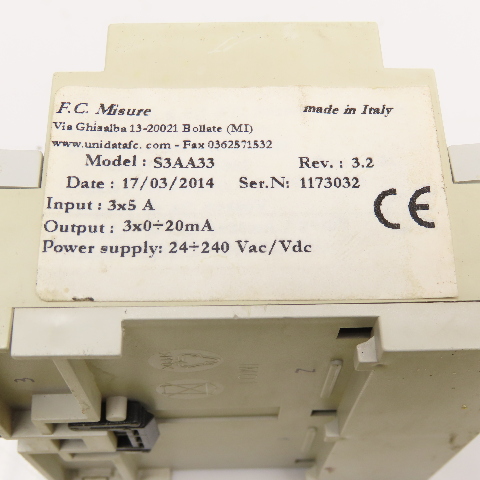 F.C. Misure made in Italy
Via Ghisalba 13-20021 Bollate (MI)
www.unidatafc.com - Fax 0362571532
Model : S3AA33 Rev. : 3.2
Date : 17/03/2014 Ser.N: 1173032
Input : 3x5 A
Output : 3x0÷20mA
Power supply: 24÷240 Vac/Vdc
CE
3
2